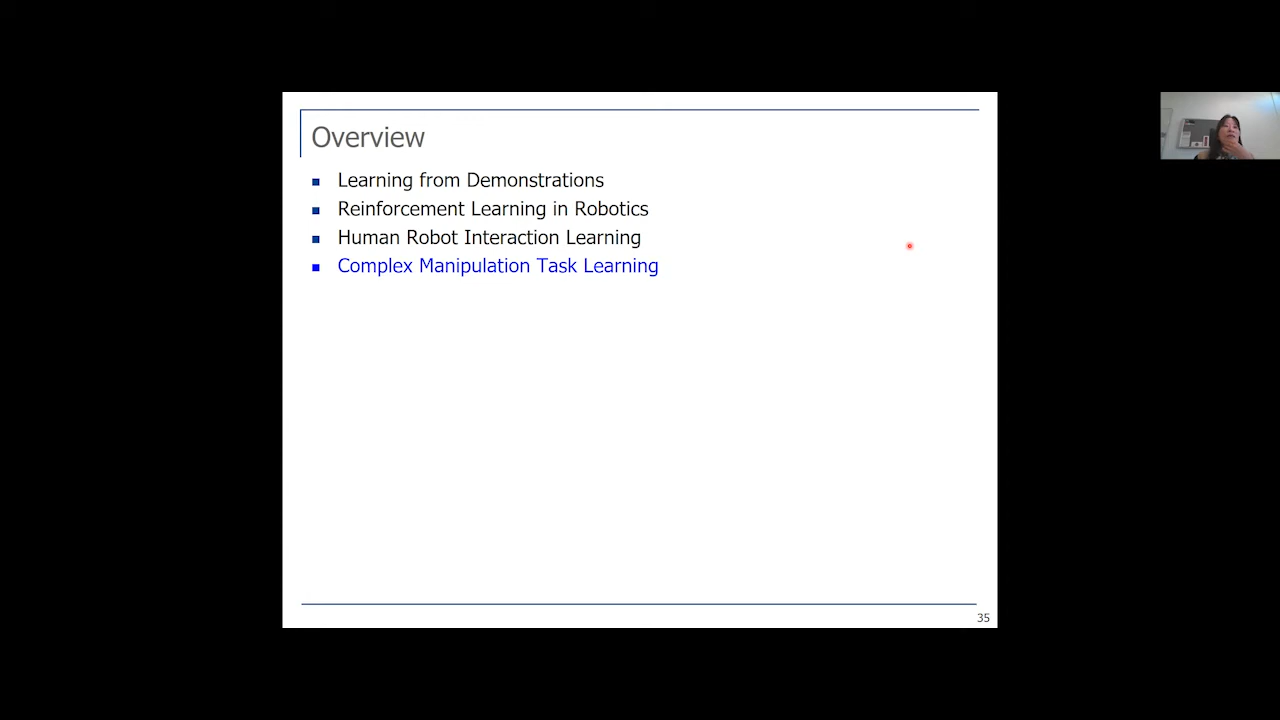 Overview
Learning from Demonstrations
Reinforcement Learning in Robotics
Human Robot Interaction Learning
Complex Manipulation Task Learning
35